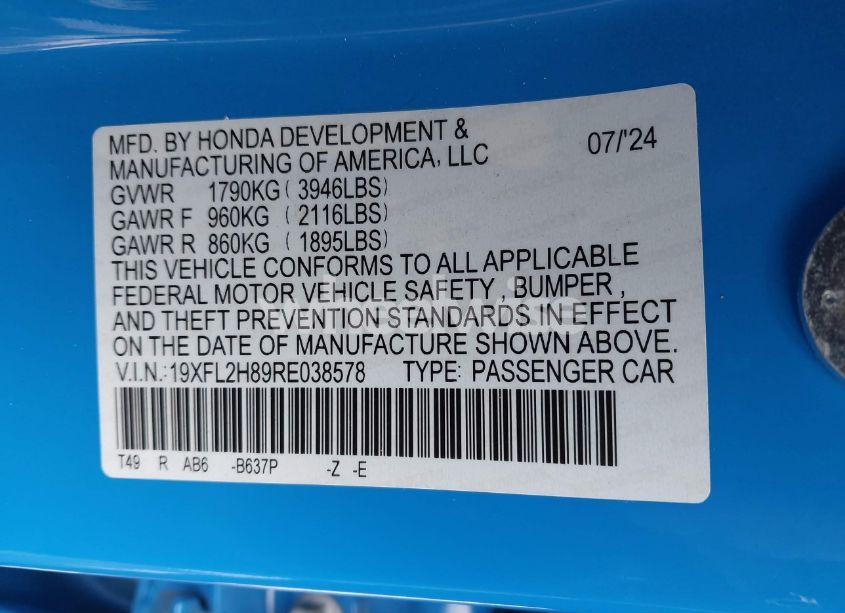 MFD. BY HONDA DEVELOPMENT &
MANUFACTURING OF AMERICA, LLC 07/'24
GVWR 1790KG ( 3946LBS)
GAWR F 960KG ( 2116LBS)
GAWR R 860KG ( 1895LBS)
THIS VEHICLE CONFORMS TO ALL APPLICABLE
FEDERAL MOTOR VEHICLE SAFETY , BUMPER ,
AND THEFT PREVENTION STANDARDS IN EFFECT
ON THE DATE OF MANUFACTURE SHOWN ABOVE.
V.I.N.:19XFL2H89RE038578 TYPE: PASSENGER CAR
T49 R AB6 -B637P -Z -E